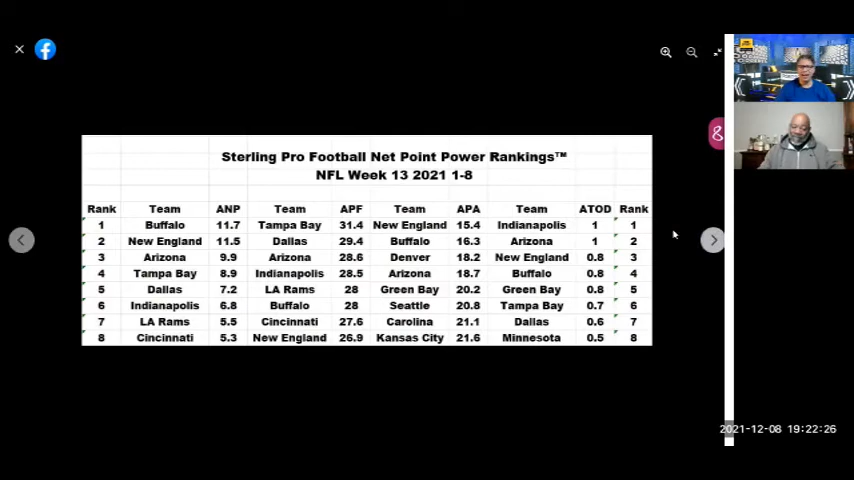 Sterling Pro Football Net Point Power Rankings™
NFL Week 13 2021 1-8
Rank Team ANP Team APF Team APA Team ATOD Rank
1 Buffalo 11.7 Tampa Bay 31.4 New England 15.4 Indianapolis 1 1
2 New England 11.5 Dallas 29.4 Buffalo 16.3 Arizona 1 2
3 Arizona 9.9 Arizona 28.6 Denver 18.2 New England 0.8 3
4 Tampa Bay 8.9 Indianapolis 28.5 Arizona 18.7 Buffalo 0.8 4
5 Dallas 7.2 LA Rams 28 Green Bay 20.2 Green Bay 0.8 5
6 Indianapolis 6.8 Buffalo 28 Seattle 20.8 Tampa Bay 0.7 6
7 LA Rams 5.5 Cincinnati 27.6 Carolina 21.1 Dallas 0.6 7
8 Cincinnati 5.3 New England 26.9 Kansas City 21.6 Minnesota 0.5 8
2021-12-08 19:22:26